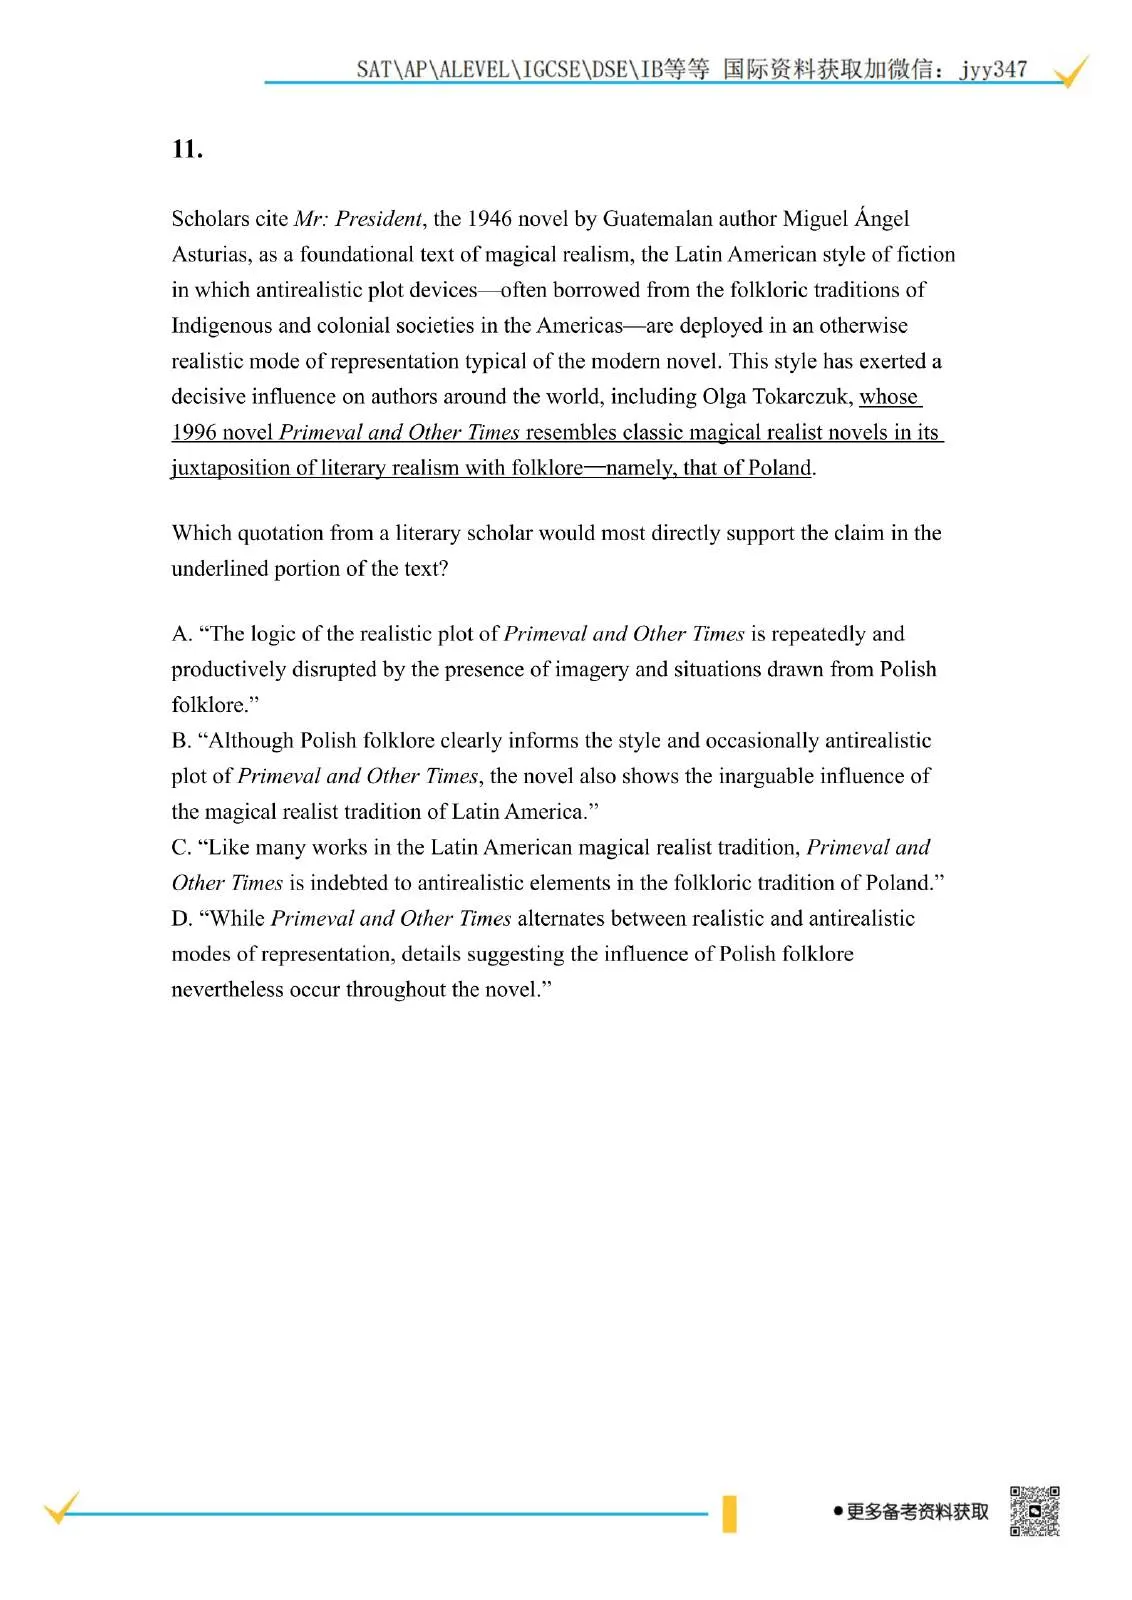 SAT\AP\ALEVEL\IGCSE\DSE\IB等等 国际资料获取加微信：jyy347
11.
Scholars cite Mr: President, the 1946 novel by Guatemalan author Miguel Ángel
Asturias, as a foundational text of magical realism, the Latin American style of fiction
in which antirealistic plot devices—often borrowed from the folkloric traditions of
Indigenous and colonial societies in the Americas—are deployed in an otherwise
realistic mode of representation typical of the modern novel. This style has exerted a
decisive influence on authors around the world, including Olga Tokarczuk, whose
1996 novel Primeval and Other Times resembles classic magical realist novels in its
juxtaposition of literary realism with folklore—namely, that of Poland.
Which quotation from a literary scholar would most directly support the claim in the
underlined portion of the text?
A. “The logic of the realistic plot of Primeval and Other Times is repeatedly and
productively disrupted by the presence of imagery and situations drawn from Polish
folklore.”
B. “Although Polish folklore clearly informs the style and occasionally antirealistic
plot of Primeval and Other Times, the novel also shows the inarguable influence of
the magical realist tradition of Latin America.”
C. “Like many works in the Latin American magical realist tradition, Primeval and
Other Times is indebted to antirealistic elements in the folkloric tradition of Poland.”
D. “While Primeval and Other Times alternates between realistic and antirealistic
modes of representation, details suggesting the influence of Polish folklore
nevertheless occur throughout the novel.”
●更多备考资料获取